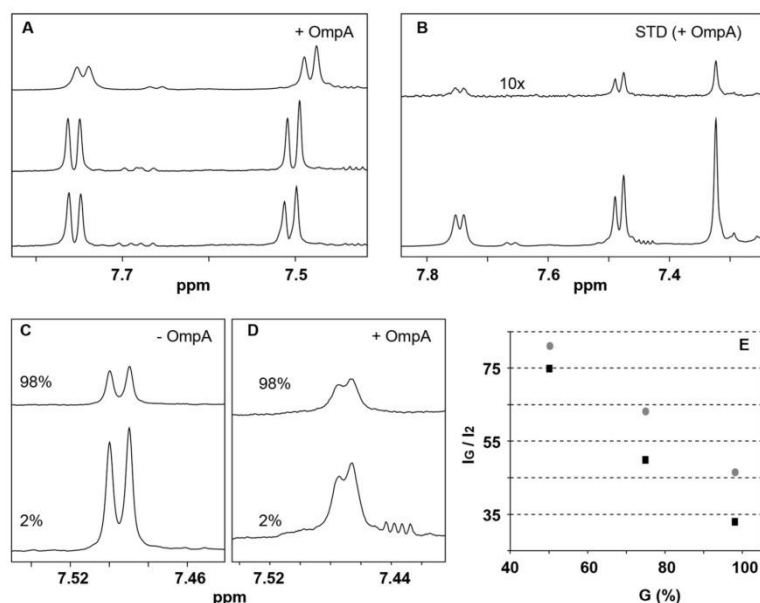 A
+ OmpA
7.7
7.5
ppm
B
STD (+ OmpA)
10x
7.8
7.6
7.4
ppm
C
- OmpA
98%
2%
7.52
7.46
D
+ OmpA
98%
2%
7.52
7.44
ppm
E
IG / I2
75
55
35
40
60
80
100
G (%)